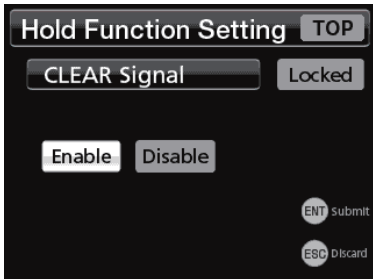 Hold Function Setting TOP
CLEAR Signal Locked
Enable Disable
ENT Submit
ESC Discard